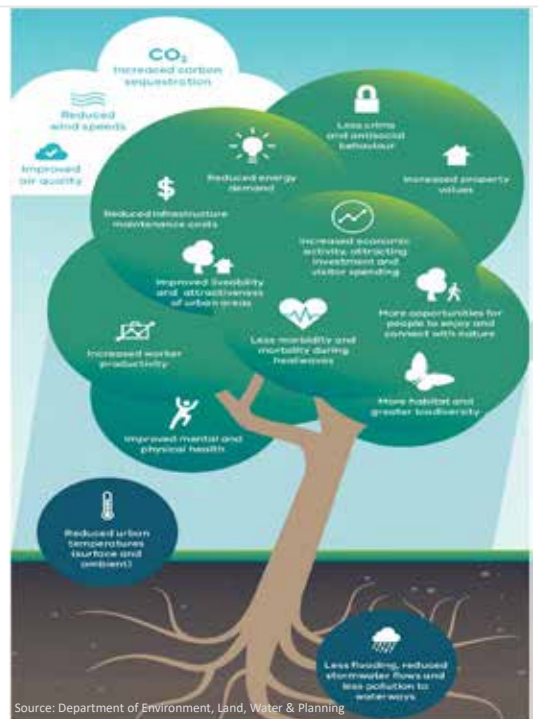 CO₂
Increased carbon
sequestration
Reduced
wind speeds
Improved
air quality
Less crime
and antisocial
behaviour
Reduced energy
demand
Increased property
values
Reduced infrastructure
maintenance costs
Increased economic
activity, attracting
investment and
visitor spending
Improved liveability
and attractiveness
of urban areas
More opportunities for
people to enjoy and
connect with nature
Increased worker
productivity
Less morbidity and
mortality during
heatwaves
More habitat and
greater biodiversity
Improved mental and
physical health
Reduced urban
temperatures
(surface and
ambient)
Less flooding, reduced
stormwater flows and
less pollution to
waterways
Source: Department of Environment, Land, Water & Planning